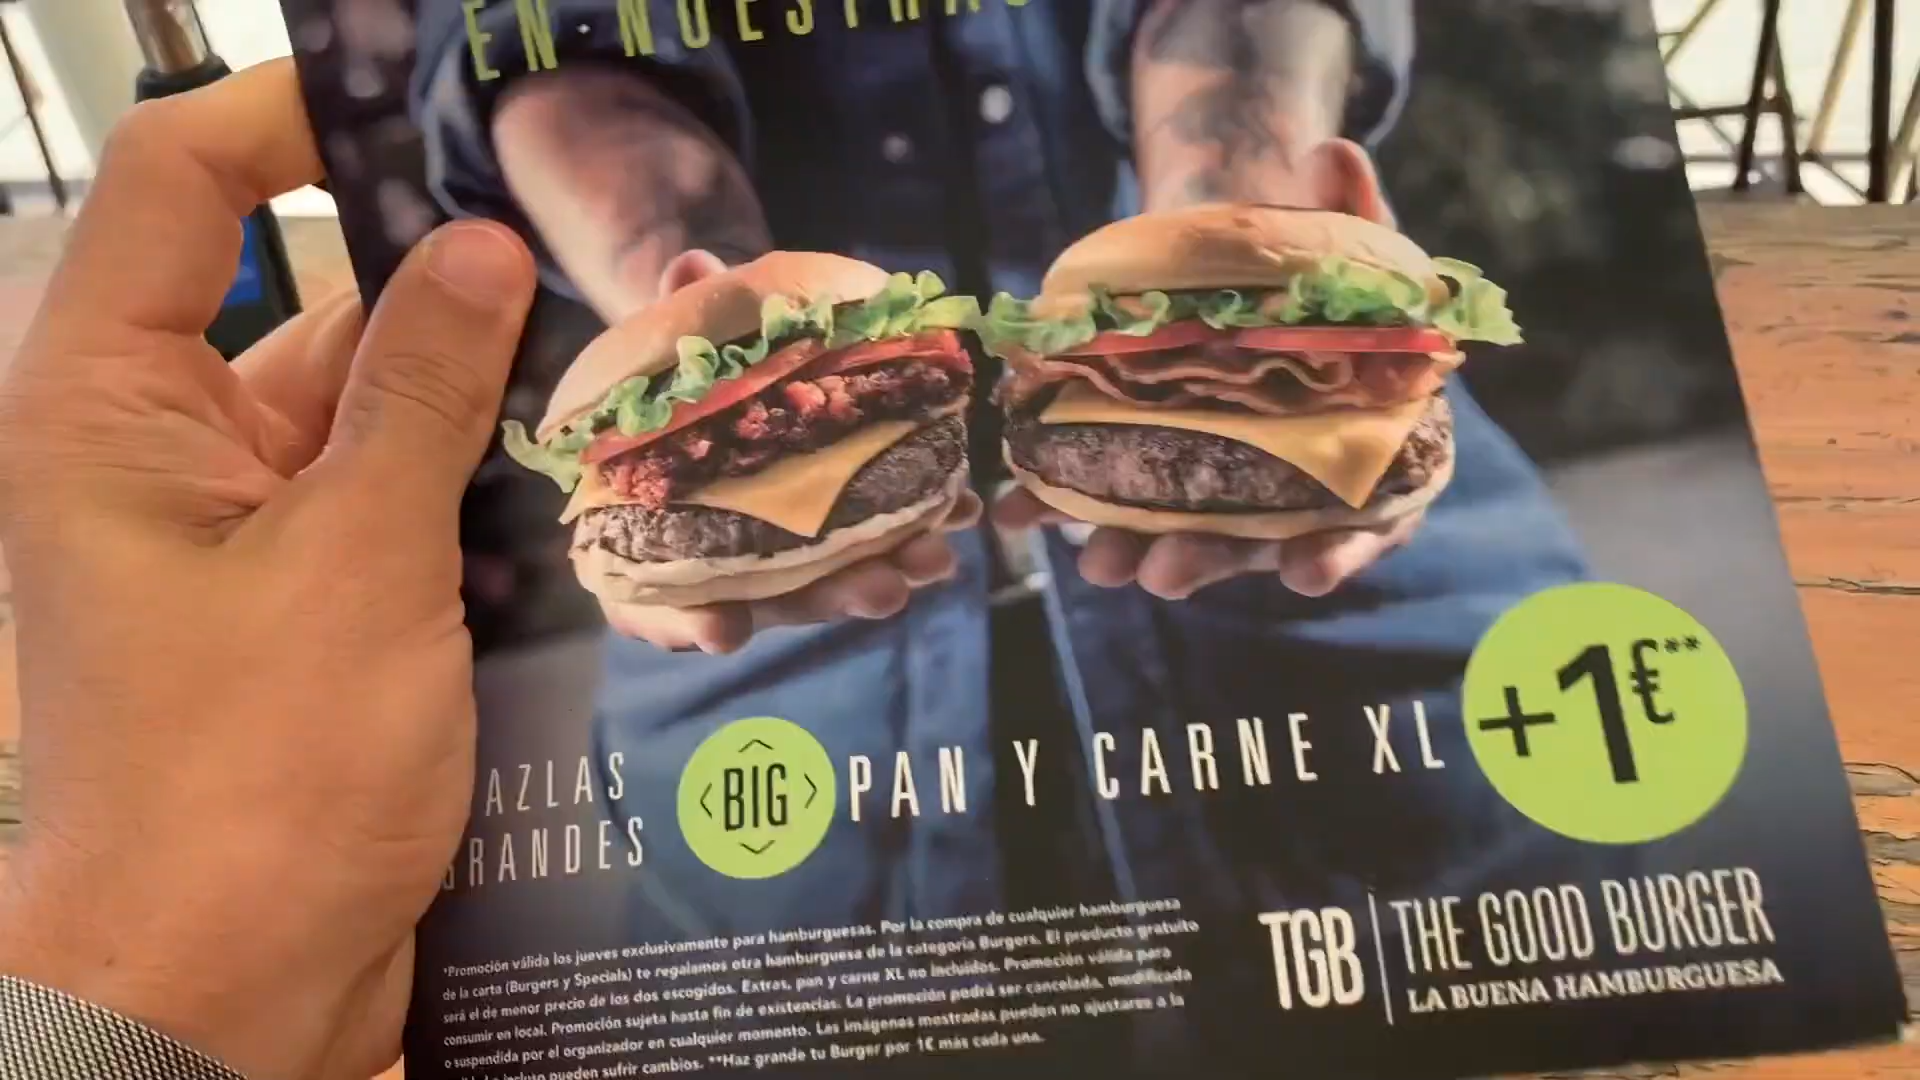 EN NUESTRAS
AZLAS
GRANDES
<BIG>
PAN Y CARNE XL
+1€**
*Promoción válida los jueves exclusivamente para hamburguesas. Por la compra de cualquier hamburguesa
de la carta (Burgers y Specials) te regalamos otra hamburguesa de la categoría Burgers. El producto gratuito
será el de menor precio de los dos escogidos. Extras, pan y carne XL no incluidos. Promoción válida para
consumir en local. Promoción sujeta hasta fin de existencias. La promoción podrá ser cancelada, modificada
o suspendida por el organizador en cualquier momento. Las imágenes mostradas pueden no ajustarse a la
incluso pueden sufrir cambios. **Haz grande tu Burger por 1€ más cada una.
TGB
THE GOOD BURGER
LA BUENA HAMBURGUESA